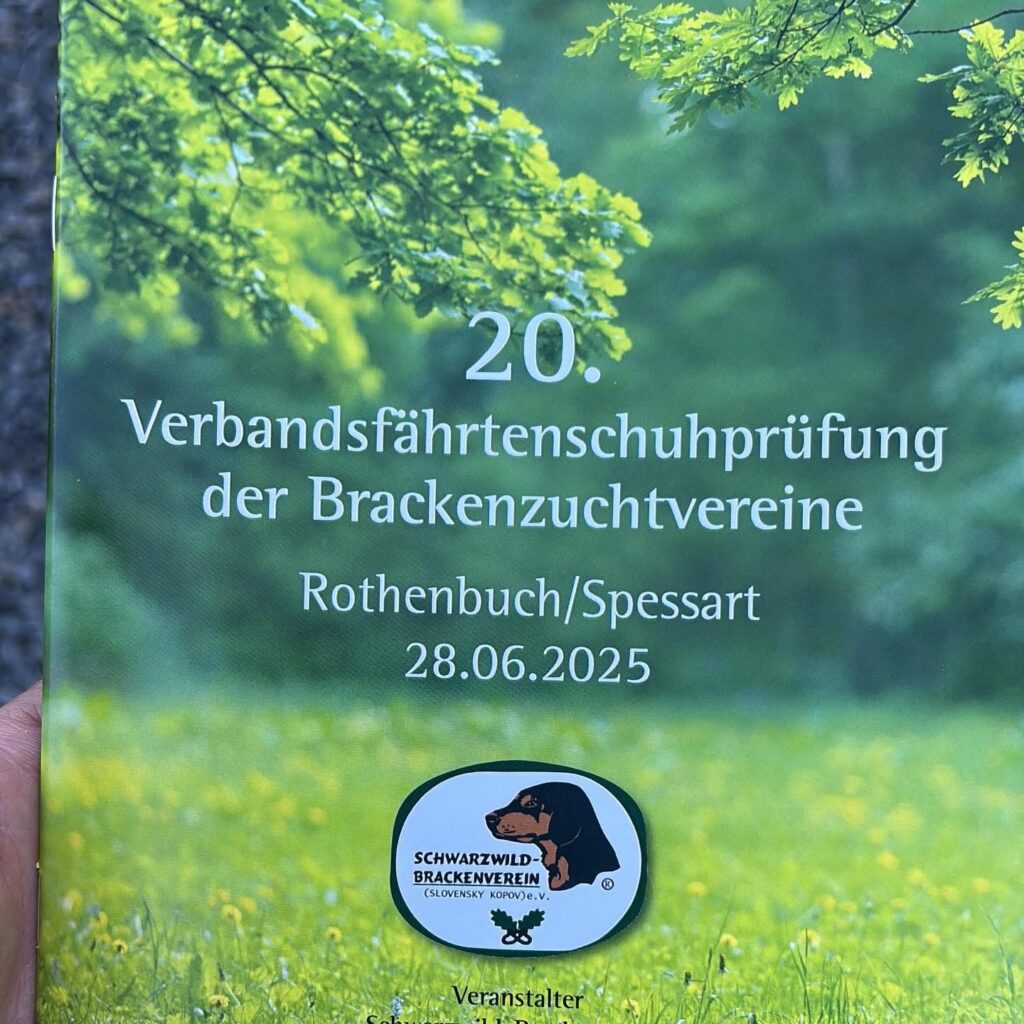 20.
Verbandsfährtenschuhprüfung
der Brackenzuchtvereine
Rothenbuch/Spessart
28.06.2025
SCHWARZWILD-
BRACKENVEREIN
(SLOVENSKY KOPOV)e.V.
®
Veranstalter